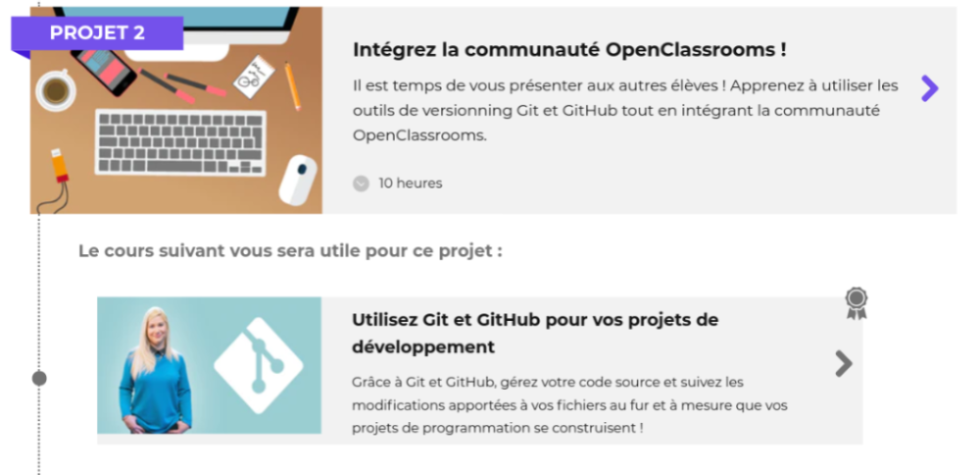 PROJET 2
Intégrez la communauté OpenClassrooms !
Il est temps de vous présenter aux autres élèves ! Apprenez à utiliser les
outils de versionning Git et GitHub tout en intégrant la communauté
OpenClassrooms.
10 heures
Le cours suivant vous sera utile pour ce projet :
Utilisez Git et GitHub pour vos projets de
développement
Grâce à Git et GitHub, gérez votre code source et suivez les
modifications apportées à vos fichiers au fur et à mesure que vos
projets de programmation se construisent !